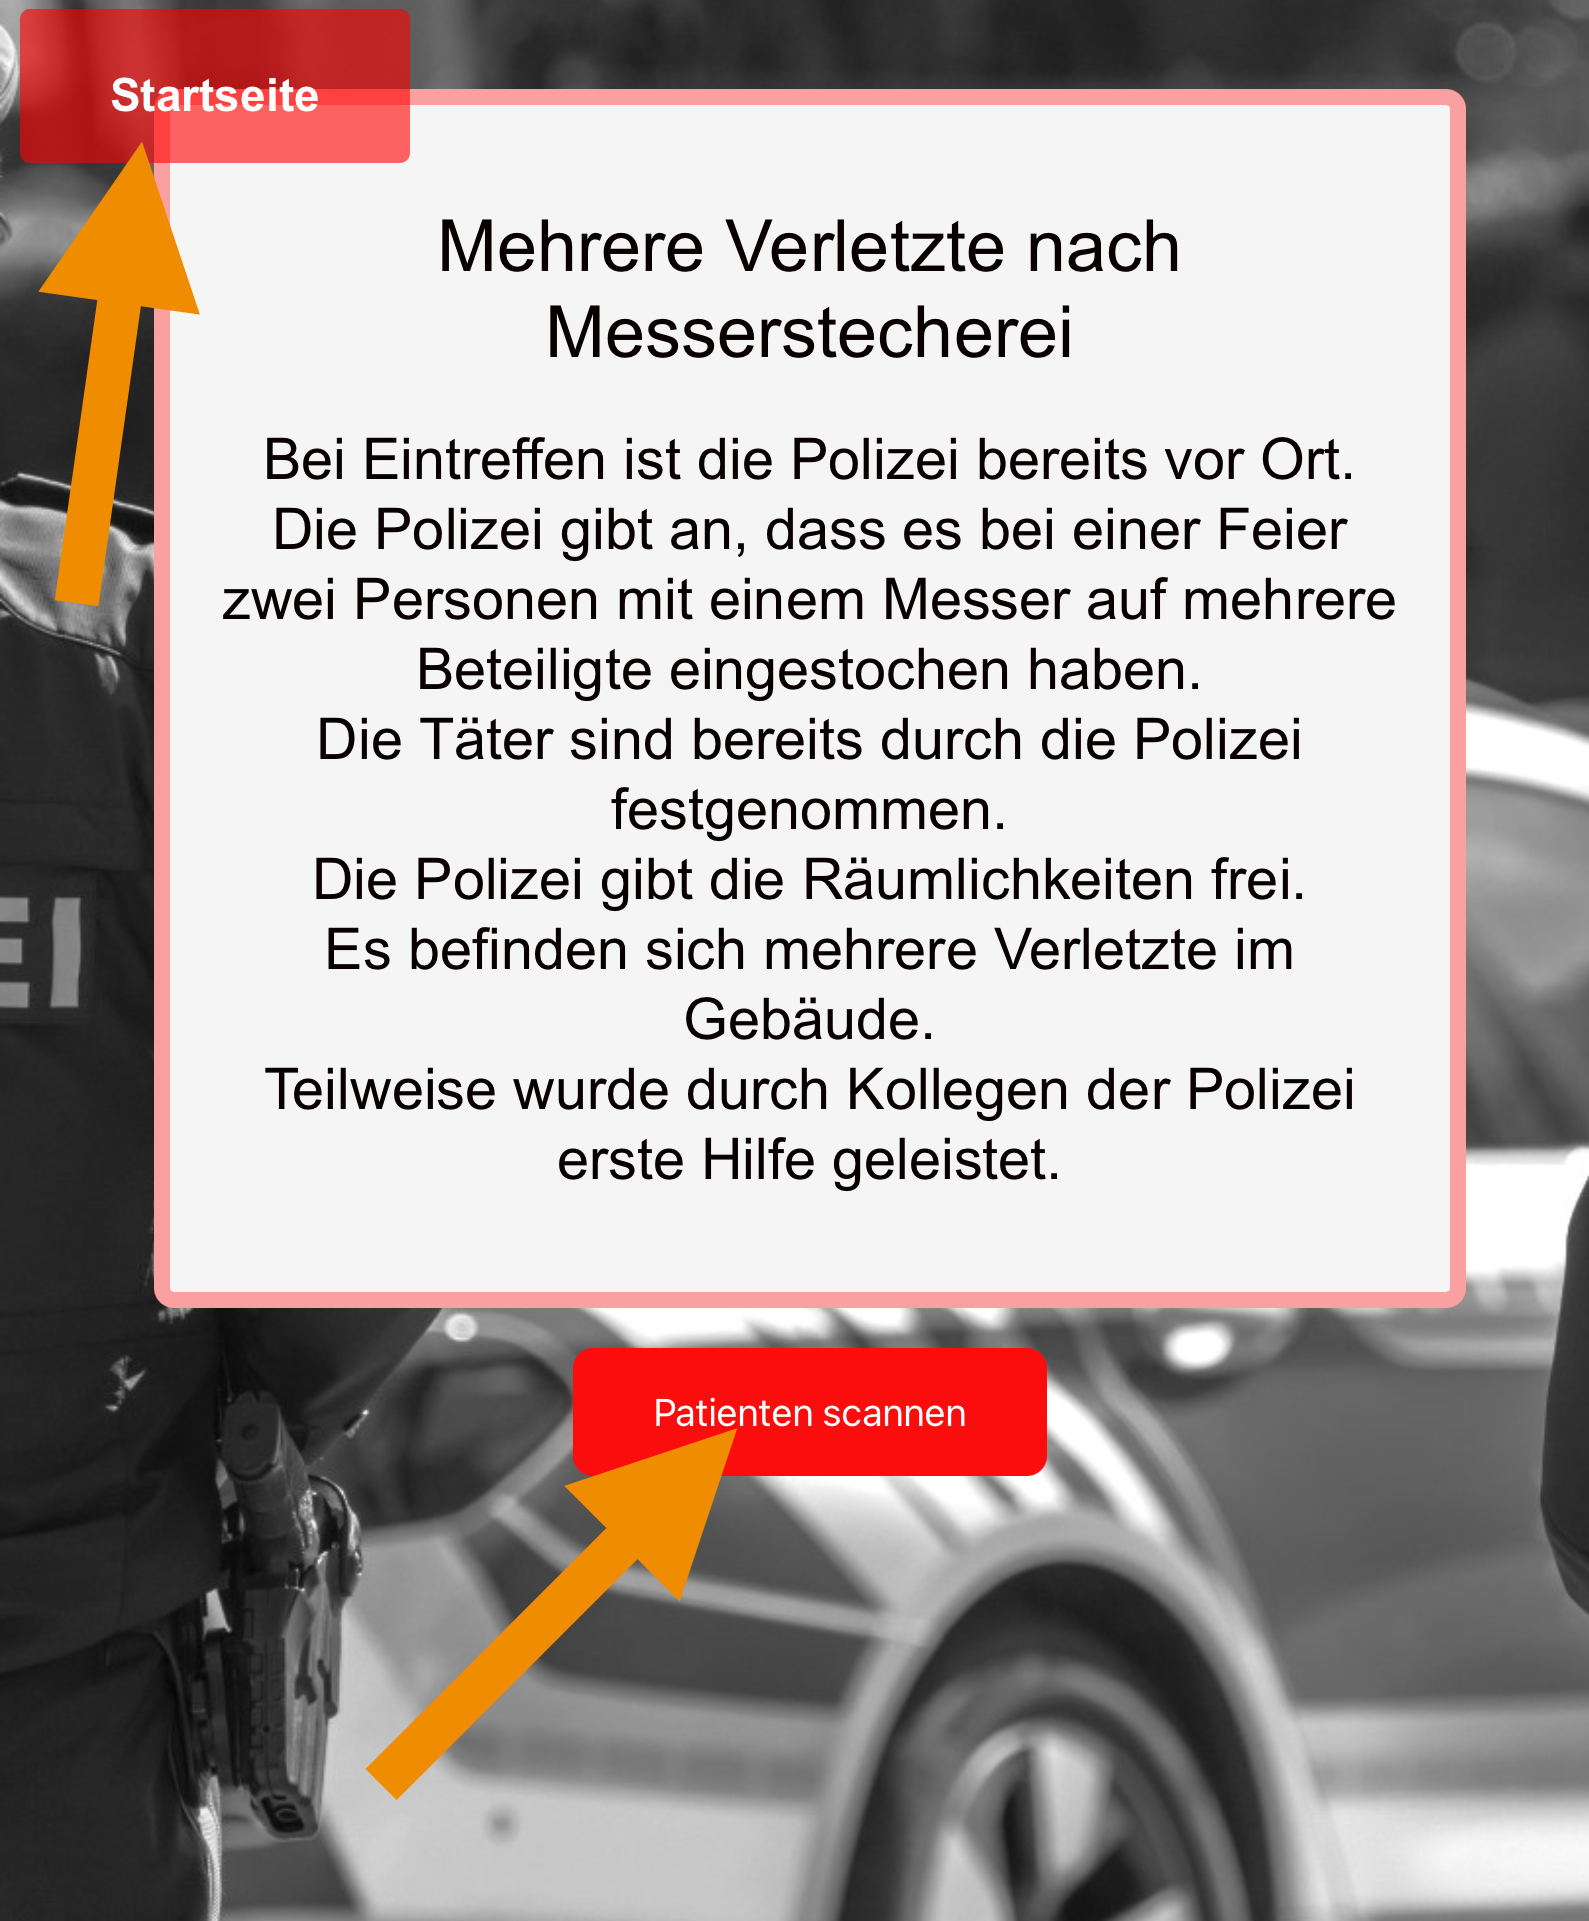 Startseite
Mehrere Verletzte nach
Messerstecherei
Bei Eintreffen ist die Polizei bereits vor Ort.
Die Polizei gibt an, dass es bei einer Feier
zwei Personen mit einem Messer auf mehrere
Beteiligte eingestochen haben.
Die Täter sind bereits durch die Polizei
festgenommen.
Die Polizei gibt die Räumlichkeiten frei.
Es befinden sich mehrere Verletzte im
Gebäude.
Teilweise wurde durch Kollegen der Polizei
erste Hilfe geleistet.
EI
Patienten scannen